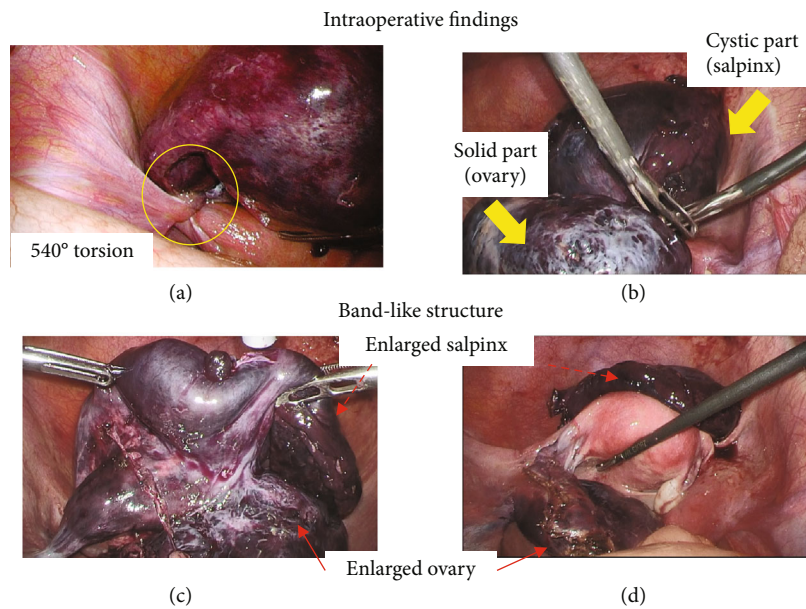 Intraoperative findings
540° torsion
(a)
Cystic part
(salpinx)
Solid part
(ovary)
(b)
Band-like structure
Enlarged salpinx
Enlarged ovary
(c)
(d)